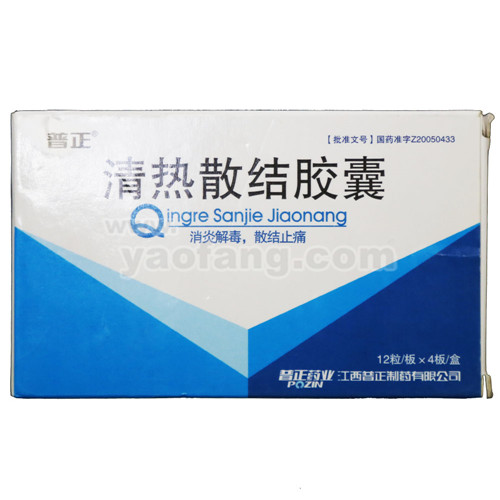 普正®
【批准文号】国药准字Z20050433
清热散结胶囊
Qingre Sanjie Jiaonang
消炎解毒，散结止痛
www.yaofang.com
12粒/板×4板/盒
普正药业 江西普正制药有限公司
POZIN